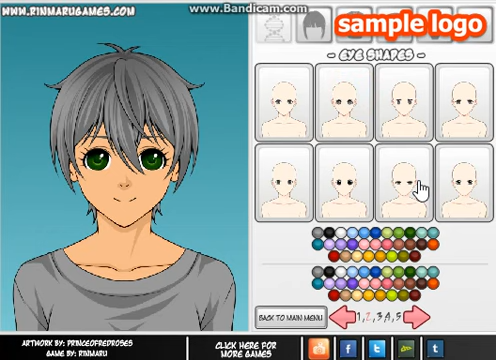 WWW.RINMARUGAMES.COM
www.Bandicam.com
sample logo
- EYE SHAPES -
BACK TO MAIN MENU
1,2,3,4,5
ARTWORK BY: PRINCEOFREDROSES
GAME BY: RINMARU
CLICK HERE FOR
MORE GAMES
f
t